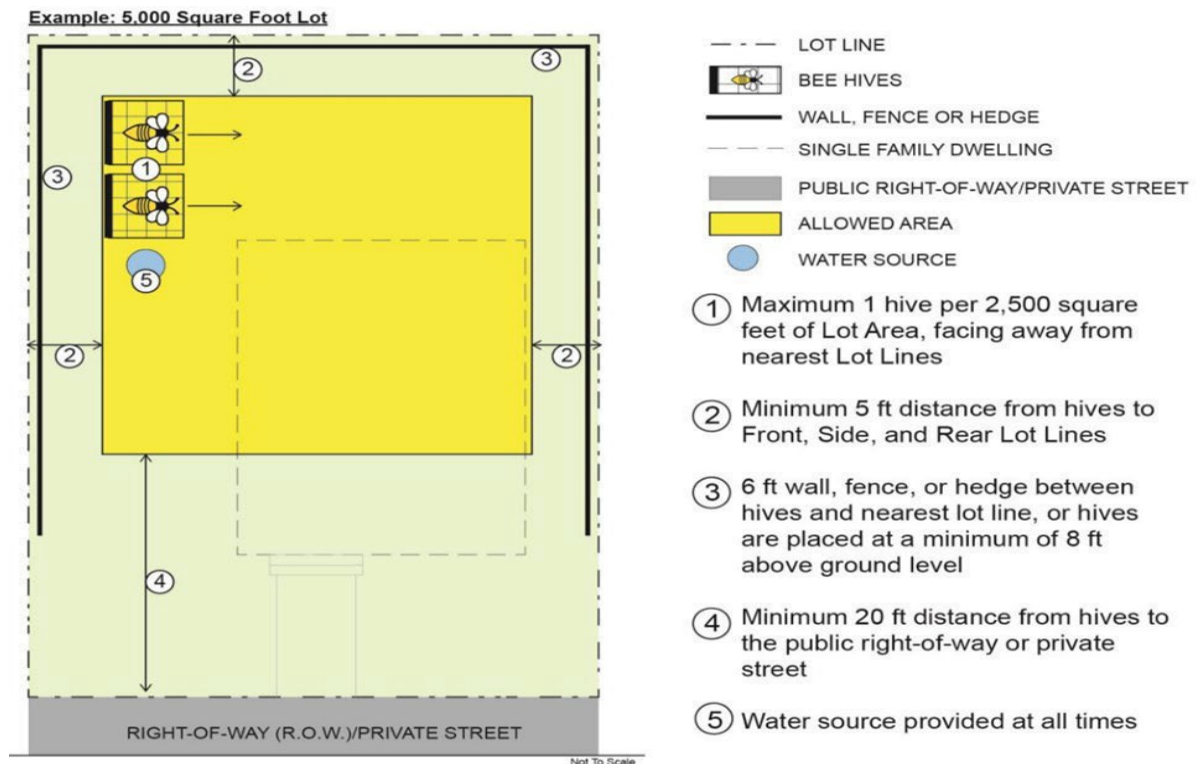 Example: 5,000 Square Foot Lot
2
3
1
3
5
2
2
4
RIGHT-OF-WAY (R.O.W.)/PRIVATE STREET
Not To Scale
LOT LINE
BEE HIVES
WALL, FENCE OR HEDGE
SINGLE FAMILY DWELLING
PUBLIC RIGHT-OF-WAY/PRIVATE STREET
ALLOWED AREA
WATER SOURCE
1 Maximum 1 hive per 2,500 square
feet of Lot Area, facing away from
nearest Lot Lines
2 Minimum 5 ft distance from hives to
Front, Side, and Rear Lot Lines
3 6 ft wall, fence, or hedge between
hives and nearest lot line, or hives
are placed at a minimum of 8 ft
above ground level
4 Minimum 20 ft distance from hives to
the public right-of-way or private
street
5 Water source provided at all times